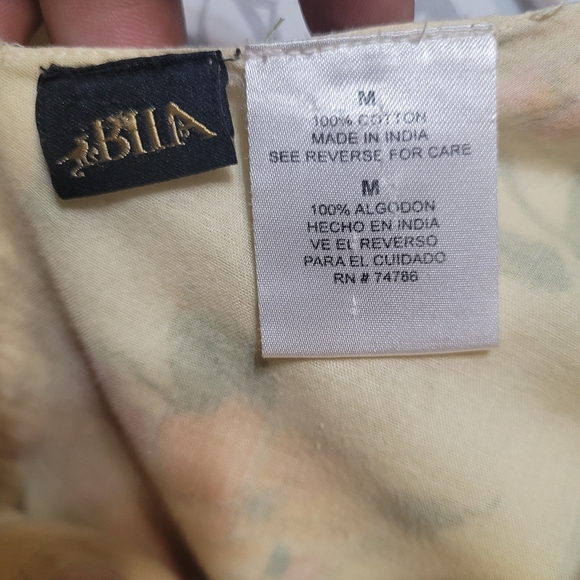 BIIA
M
100% COTTON
MADE IN INDIA
SEE REVERSE FOR CARE
M
100% ALGODON
HECHO EN INDIA
VE EL REVERSO
PARA EL CUIDADO
RN # 74786